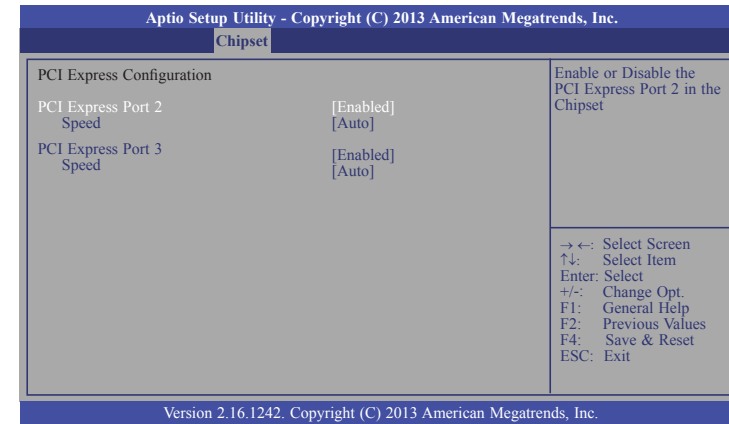 Aptio Setup Utility - Copyright (C) 2013 American Megatrends, Inc.
Chipset
PCI Express Configuration
PCI Express Port 2 [Enabled]
Speed [Auto]
PCI Express Port 3 [Enabled]
Speed [Auto]
Enable or Disable the
PCI Express Port 2 in the
Chipset
→ ←: Select Screen
↑↓: Select Item
Enter: Select
+/-: Change Opt.
F1: General Help
F2: Previous Values
F4: Save & Reset
ESC: Exit
Version 2.16.1242. Copyright (C) 2013 American Megatrends, Inc.